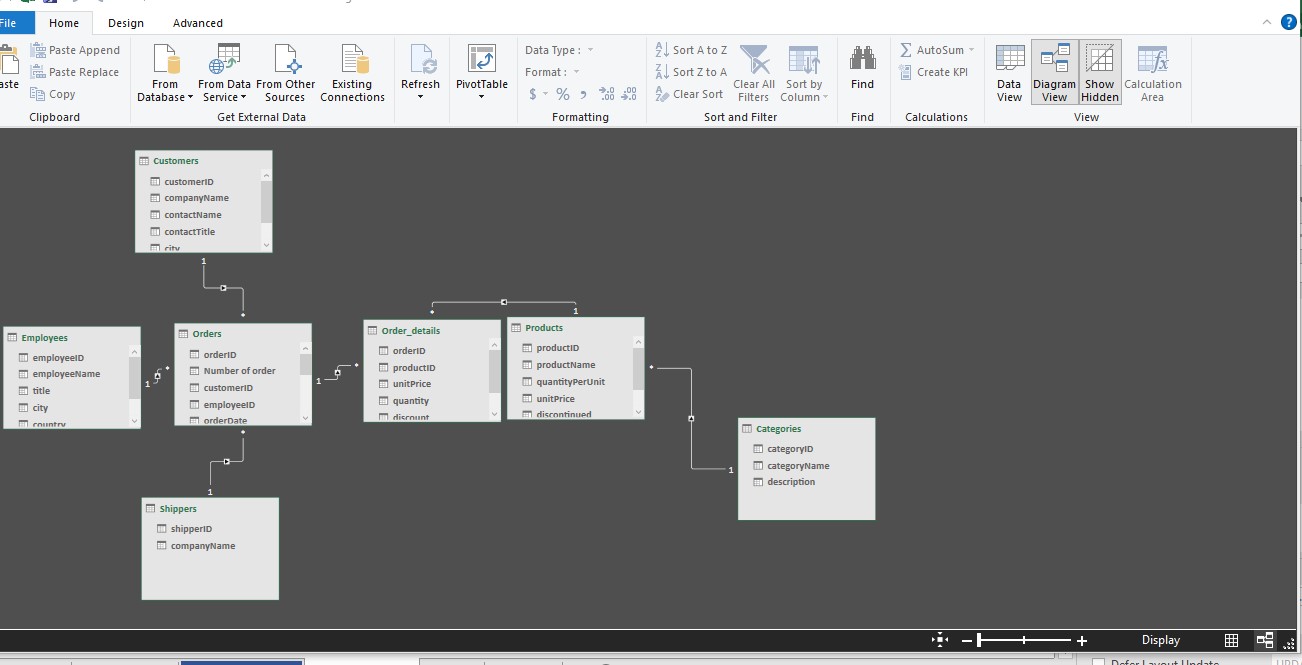 File Home Design Advanced
Paste Append
Paste Replace
Copy
Clipboard
From
Database
From Data
Service
From Other
Sources
Existing
Connections
Get External Data
Refresh
PivotTable
Data Type :
Format :
$ % , .00 .00
Formatting
Sort A to Z
Sort Z to A
Clear Sort
Clear All
Filters
Sort by
Column
Sort and Filter
Find
Find
AutoSum
Create KPI
Calculations
Data
View
Diagram
View
Show
Hidden
Calculation
Area
View
Customers
customerID
companyName
contactName
contactTitle
city
1
Employees
employeeID
employeeName
title
city
country
1
Orders
orderID
Number of order
customerID
employeeID
orderDate
1
Order_details
orderID
productID
unitPrice
quantity
discount
1
Products
productID
productName
quantityPerUnit
unitPrice
discontinued
1
Categories
categoryID
categoryName
description
1
Shippers
shipperID
companyName
Display
Defer Layout Update